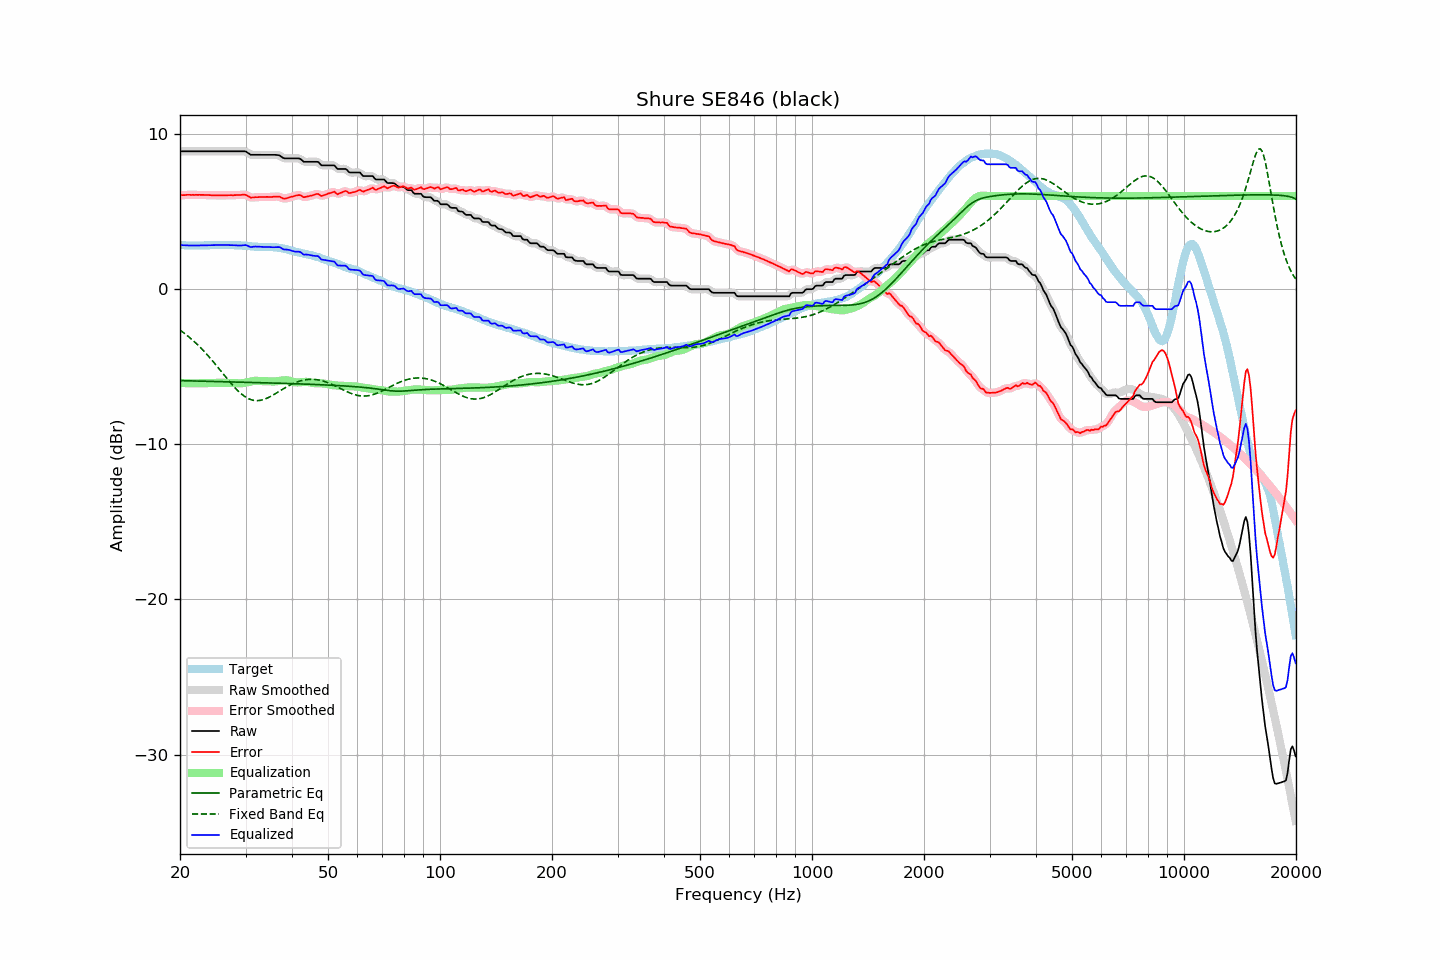 Shure SE846 (black)
10
0
−10
−20
−30
Amplitude (dBr)
Target
Raw Smoothed
Error Smoothed
Raw
Error
Equalization
Parametric Eq
Fixed Band Eq
Equalized
20 50 100 200 500 1000 2000 5000 10000 20000
Frequency (Hz)